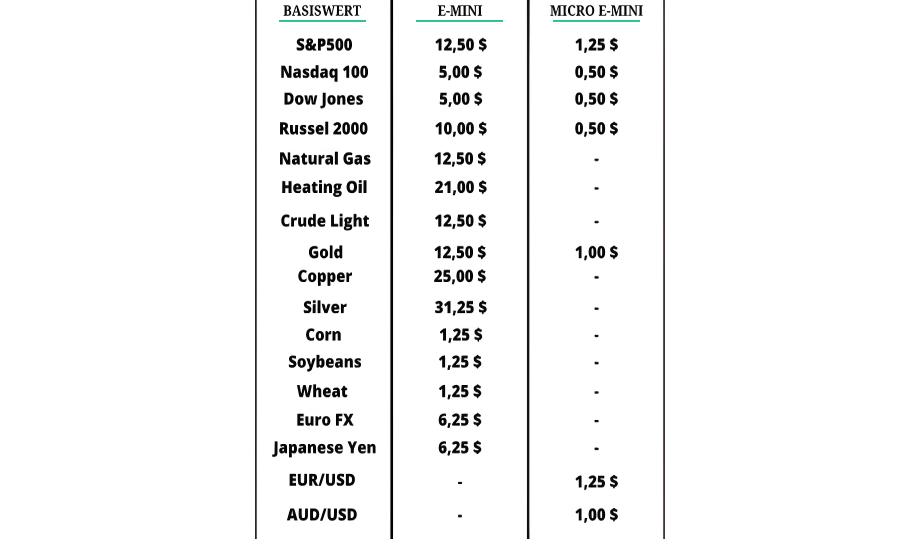 BASISWERT E-MINI MICRO E-MINI
S&P500 12,50 $ 1,25 $
Nasdaq 100 5,00 $ 0,50 $
Dow Jones 5,00 $ 0,50 $
Russel 2000 10,00 $ 0,50 $
Natural Gas 12,50 $ -
Heating Oil 21,00 $ -
Crude Light 12,50 $ -
Gold 12,50 $ 1,00 $
Copper 25,00 $ -
Silver 31,25 $ -
Corn 1,25 $ -
Soybeans 1,25 $ -
Wheat 1,25 $ -
Euro FX 6,25 $ -
Japanese Yen 6,25 $ -
EUR/USD - 1,25 $
AUD/USD - 1,00 $